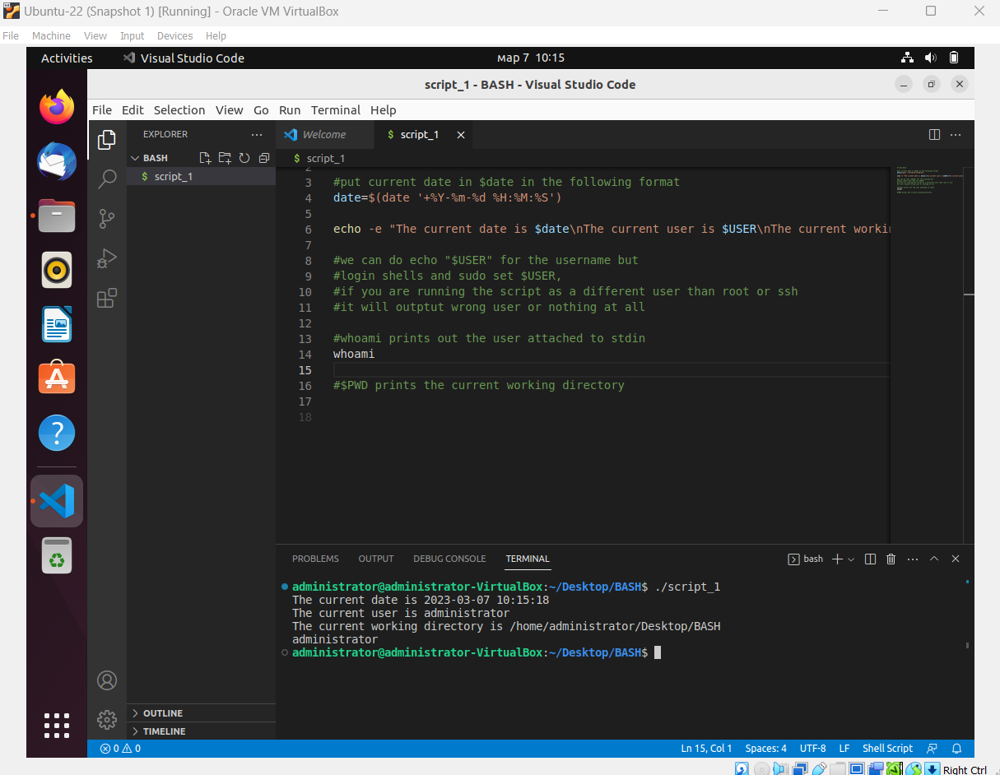 Ubuntu-22 (Snapshot 1) [Running] - Oracle VM VirtualBox
File Machine View Input Devices Help
Activities Visual Studio Code мар 7 10:15
script_1 - BASH - Visual Studio Code
File Edit Selection View Go Run Terminal Help
EXPLORER
Welcome
$ script_1
BASH
$ script_1
$ script_1
2
3 #put current date in $date in the following format
4 date=$(date '+%Y-%m-%d %H:%M:%S')
5
6 echo -e "The current date is $date\nThe current user is $USER\nThe current workin
7
8 #we can do echo "$USER" for the username but
9 #login shells and sudo set $USER,
10 #if you are running the script as a different user than root or ssh
11 #it will outptut wrong user or nothing at all
12
13 #whoami prints out the user attached to stdin
14 whoami
15
16 #$PWD prints the current working directory
17
18
PROBLEMS OUTPUT DEBUG CONSOLE TERMINAL bash
administrator@administrator-VirtualBox:~/Desktop/BASH$ ./script_1
The current date is 2023-03-07 10:15:18
The current user is administrator
The current working directory is /home/administrator/Desktop/BASH
administrator
administrator@administrator-VirtualBox:~/Desktop/BASH$
OUTLINE
TIMELINE
0 0 Ln 15, Col 1 Spaces: 4 UTF-8 LF Shell Script
Right Ctrl